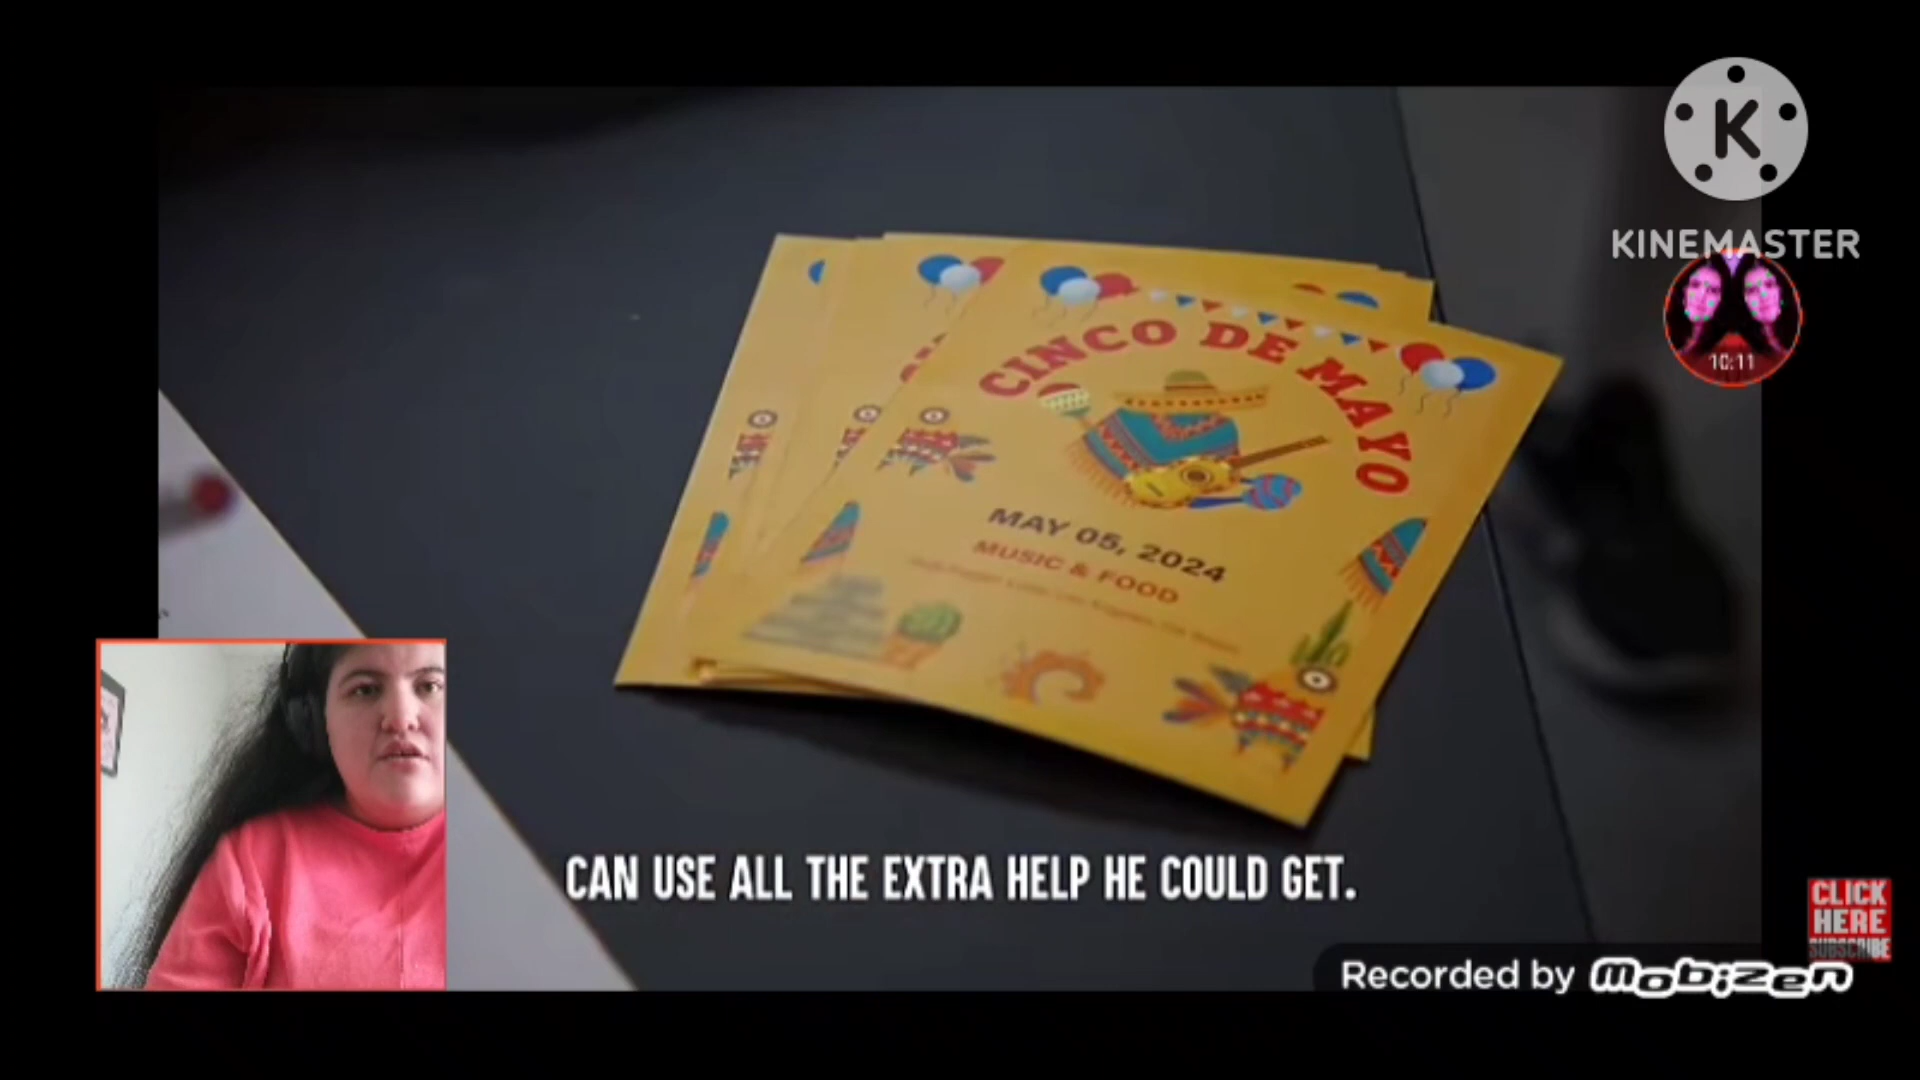 K
KINEMASTER
10:11
CINCO DE MAYO
MAY 05, 2024
MUSIC & FOOD
CAN USE ALL THE EXTRA HELP HE COULD GET.
CLICK
HERE
SUBSCRIBE
Recorded by mobizen